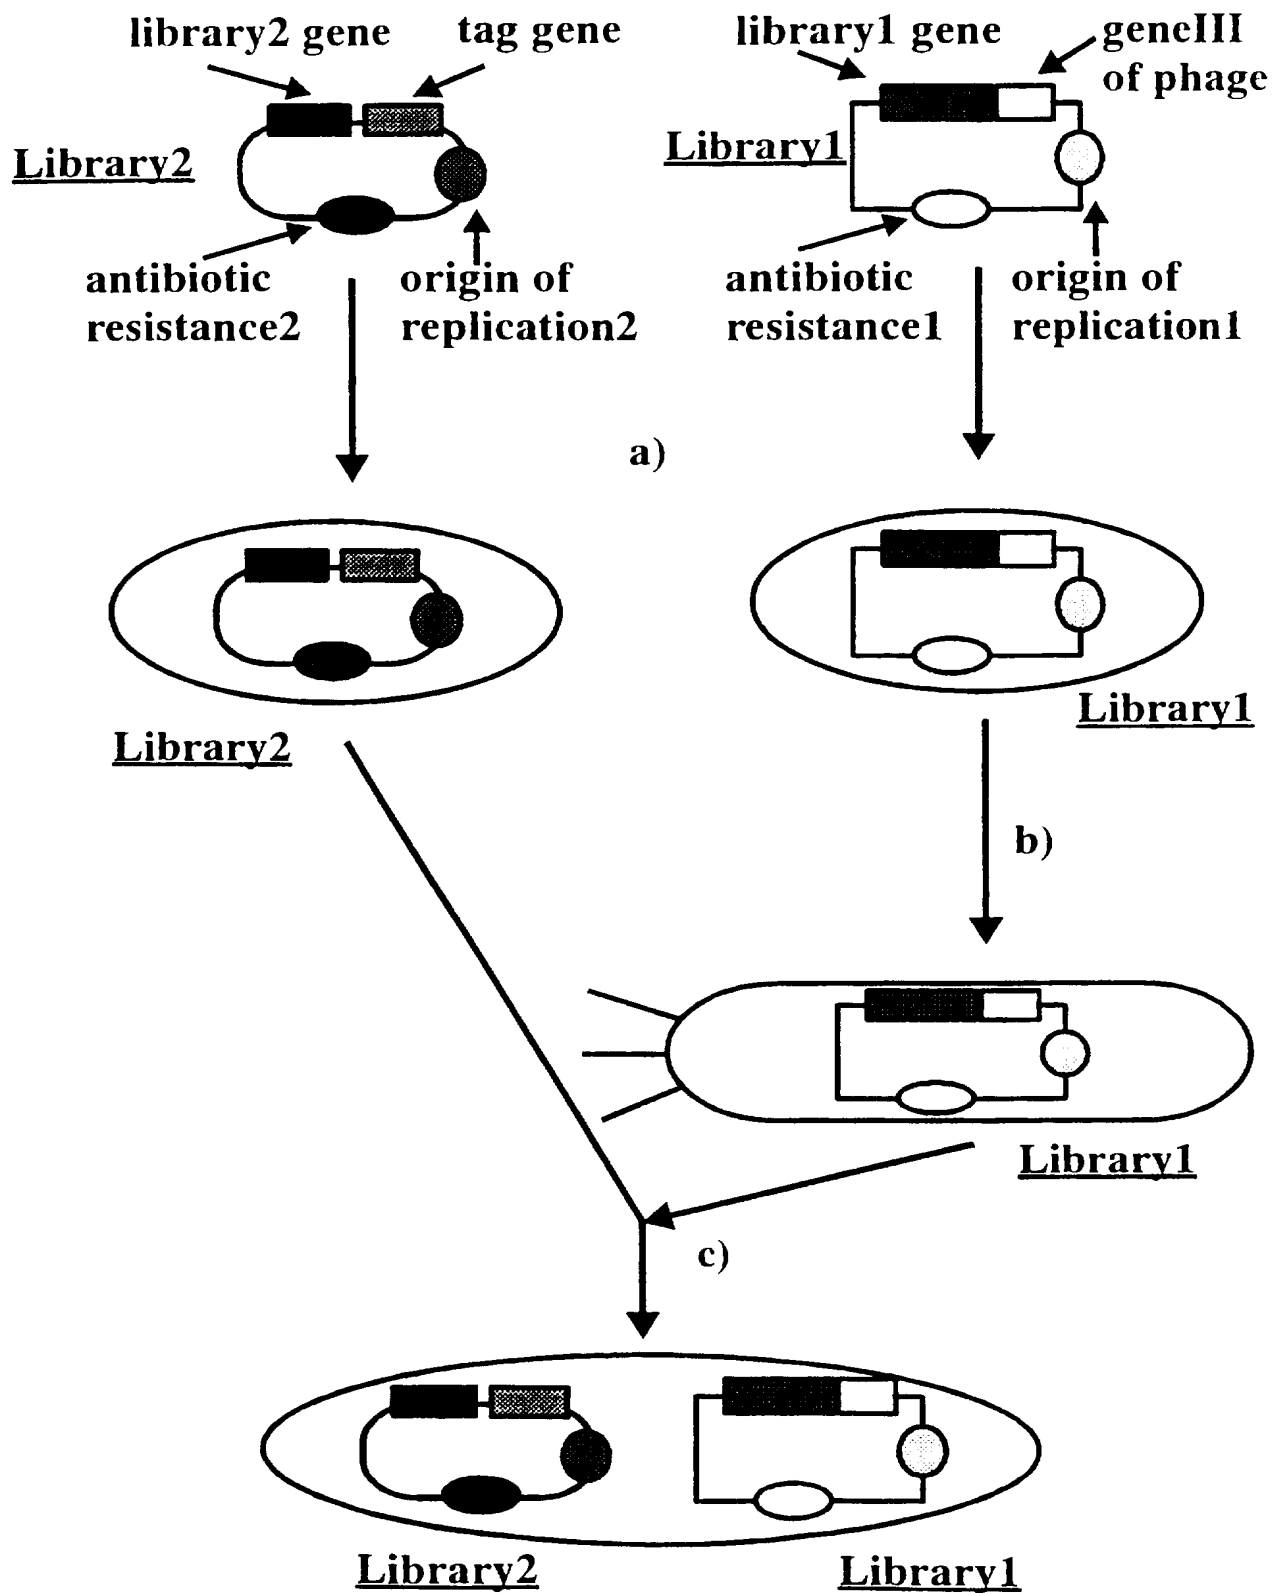 library2 gene
tag gene
library1 gene
geneIII
of phage
Library2
Library1
antibiotic
resistance2
origin of
replication2
antibiotic
resistance1
origin of
replication1
a)
Library2
Library1
b)
Library1
c)
Library2
Library1